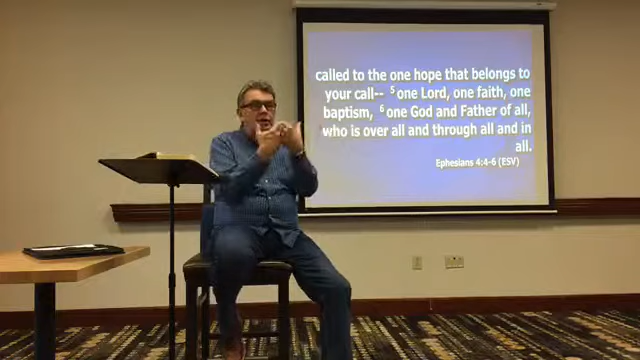 called to the one hope that belongs to
your call-- 5 one Lord, one faith, one
baptism, 6 one God and Father of all,
who is over all and through all and in
all.
Ephesians 4:4-6 (ESV)